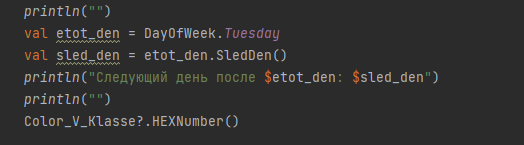 println("")
val etot_den = DayOfWeek.Tuesday
val sled_den = etot_den.SledDen()
println("Следующий день после $etot_den: $sled_den")
println("")
Color_V_Klasse?.HEXNumber()